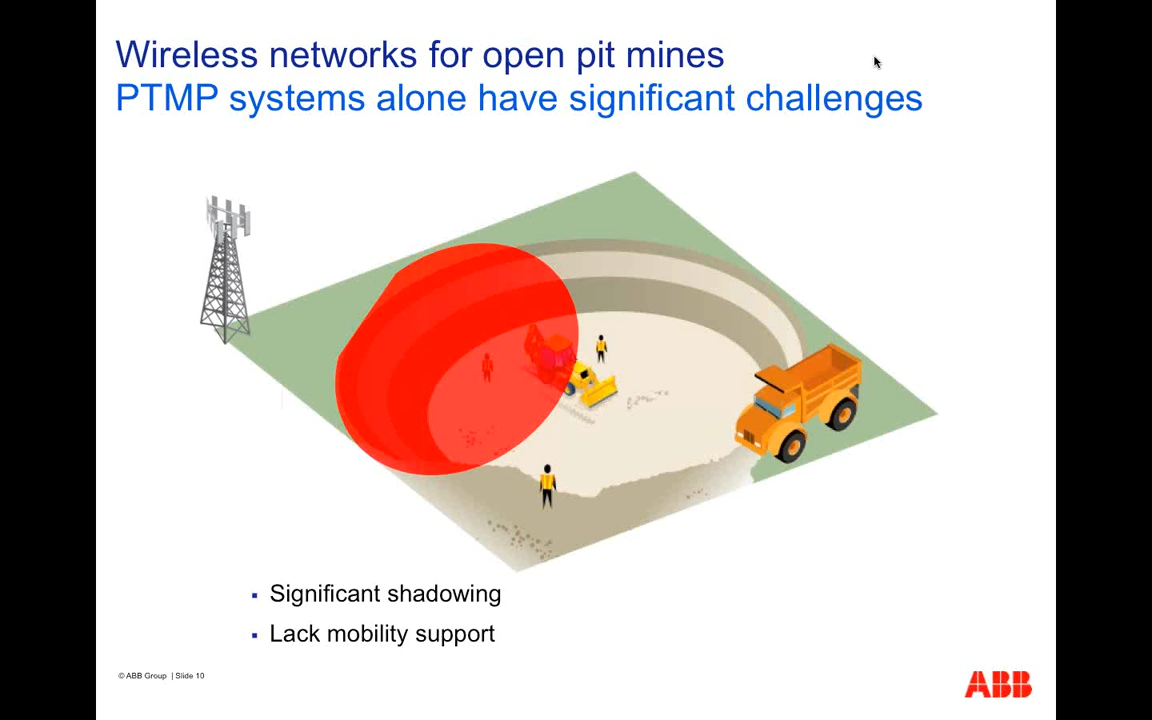 Wireless networks for open pit mines
PTMP systems alone have significant challenges
▪ Significant shadowing
▪ Lack mobility support
© ABB Group | Slide 10
ABB